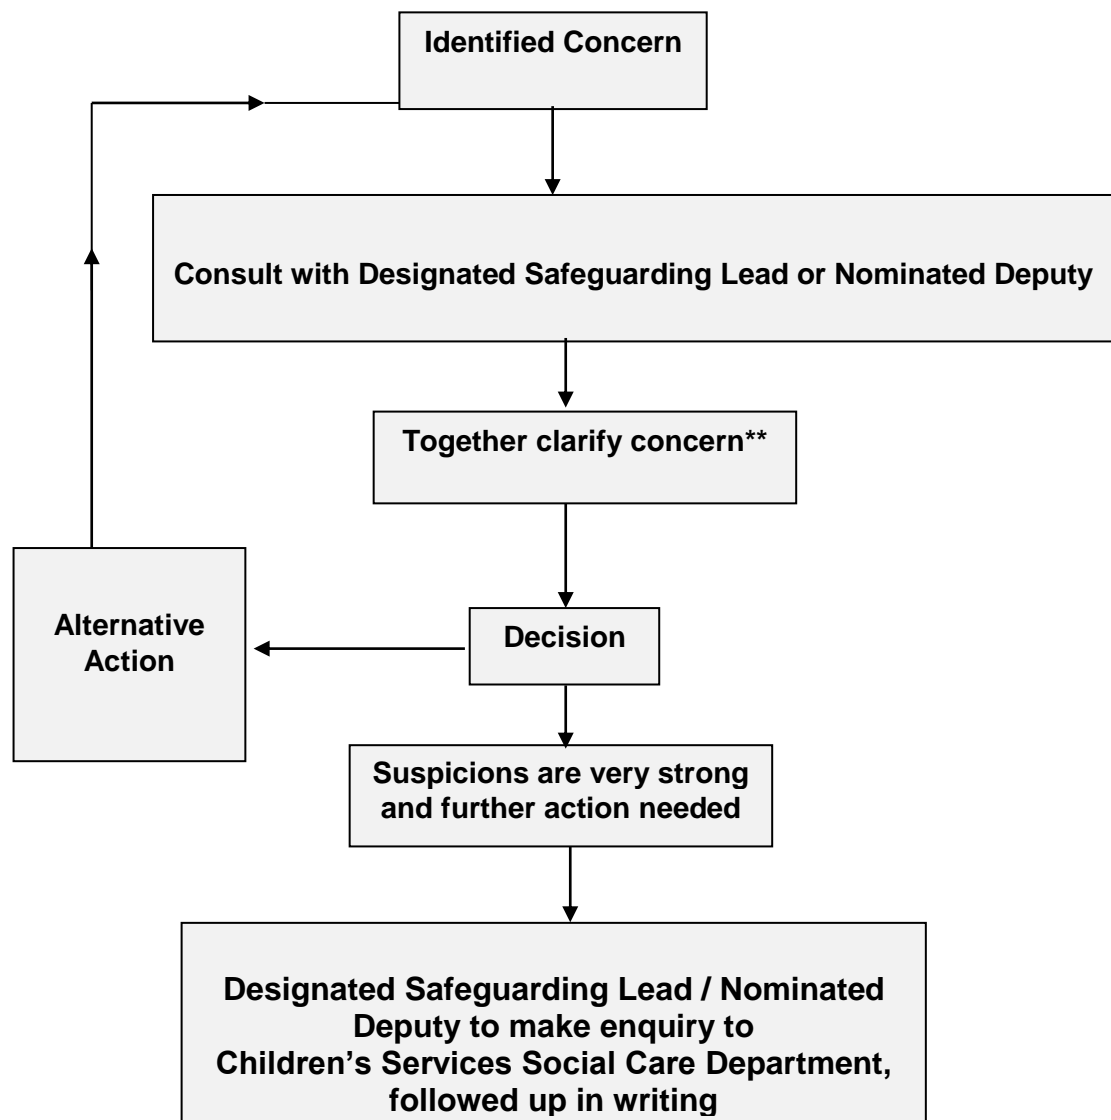 Identified Concern
Consult with Designated Safeguarding Lead or Nominated Deputy
Together clarify concern**
Alternative
Action
Decision
Suspicions are very strong
and further action needed
Designated Safeguarding Lead / Nominated
Deputy to make enquiry to
Children’s Services Social Care Department,
followed up in writing